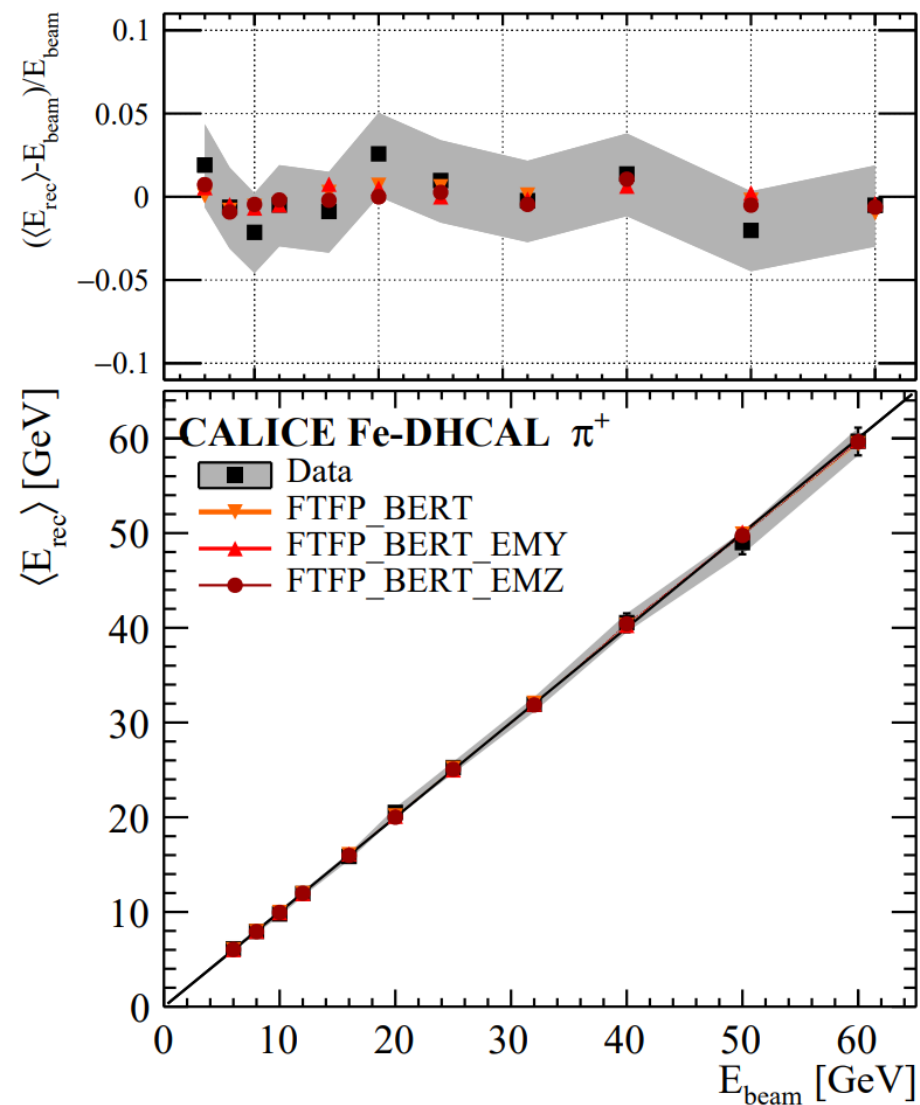 (⟨E_rec⟩-E_beam)/E_beam
0.1
0.05
0
−0.05
−0.1
⟨E_rec⟩ [GeV]
CALICE Fe-DHCAL π⁺
Data
FTFP_BERT
FTFP_BERT_EMY
FTFP_BERT_EMZ
60
50
40
30
20
10
0
0 10 20 30 40 50 60
E_beam [GeV]